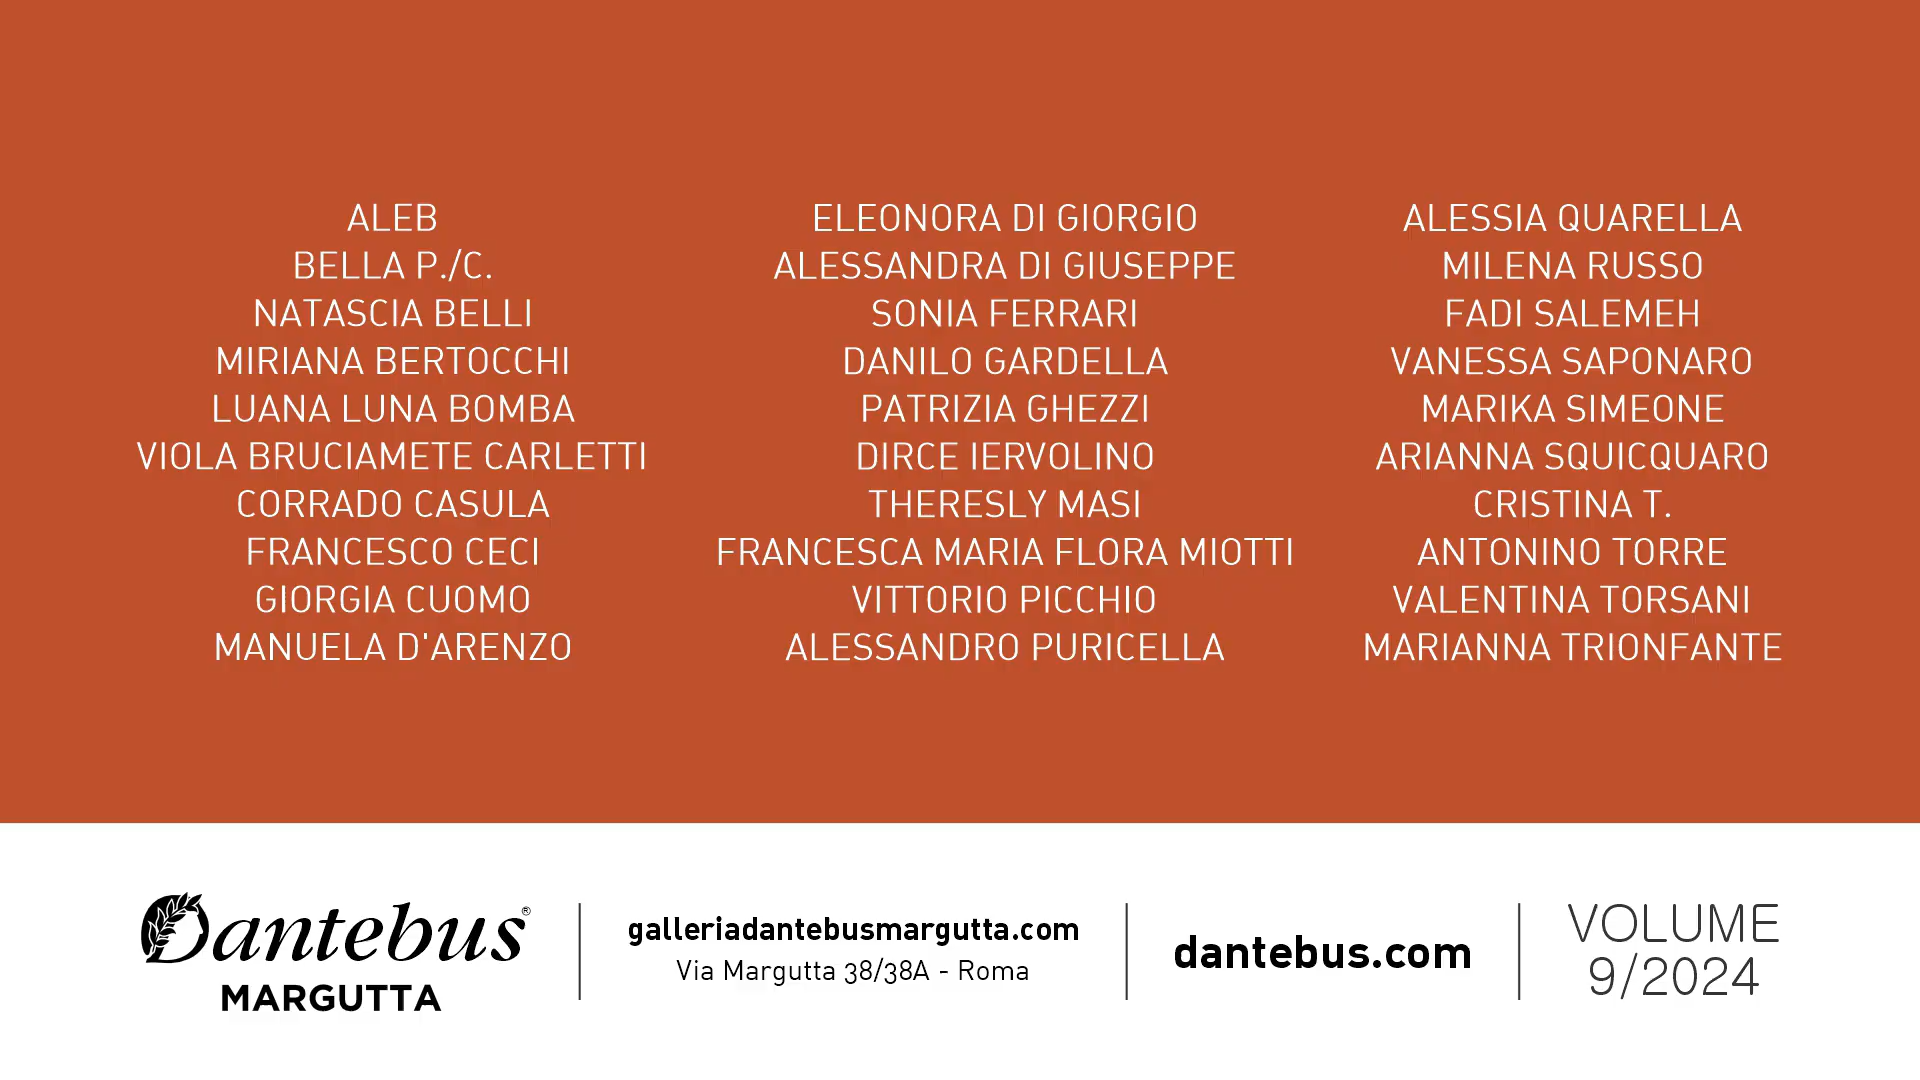 ALEB
BELLA P./C.
NATASCIA BELLI
MIRIANA BERTOCCHI
LUANA LUNA BOMBA
VIOLA BRUCIAMETE CARLETTI
CORRADO CASULA
FRANCESCO CECI
GIORGIA CUOMO
MANUELA D'ARENZO
ELEONORA DI GIORGIO
ALESSANDRA DI GIUSEPPE
SONIA FERRARI
DANILO GARDELLA
PATRIZIA GHEZZI
DIRCE IERVOLINO
THERESLY MASI
FRANCESCA MARIA FLORA MIOTTI
VITTORIO PICCHIO
ALESSANDRO PURICELLA
ALESSIA QUARELLA
MILENA RUSSO
FADI SALEMEH
VANESSA SAPONARO
MARIKA SIMEONE
ARIANNA SQUICQUARO
CRISTINA T.
ANTONINO TORRE
VALENTINA TORSANI
MARIANNA TRIONFANTE
Dantebus®
MARGUTTA
galleriadantebusmargutta.com
Via Margutta 38/38A - Roma
dantebus.com
VOLUME
9/2024